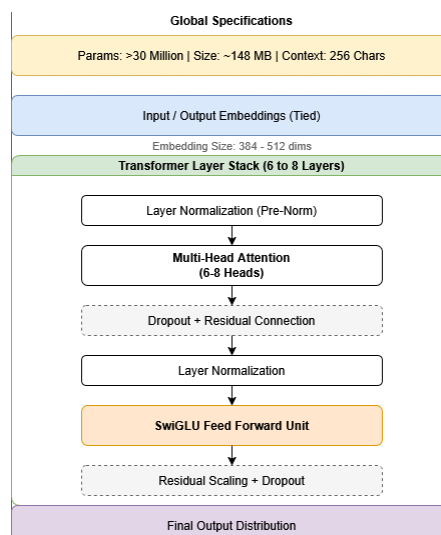 Global Specifications
Params: >30 Million | Size: ~148 MB | Context: 256 Chars
Input / Output Embeddings (Tied)
Embedding Size: 384 - 512 dims
Transformer Layer Stack (6 to 8 Layers)
Layer Normalization (Pre-Norm)
Multi-Head Attention
(6-8 Heads)
Dropout + Residual Connection
Layer Normalization
SwiGLU Feed Forward Unit
Residual Scaling + Dropout
Final Output Distribution